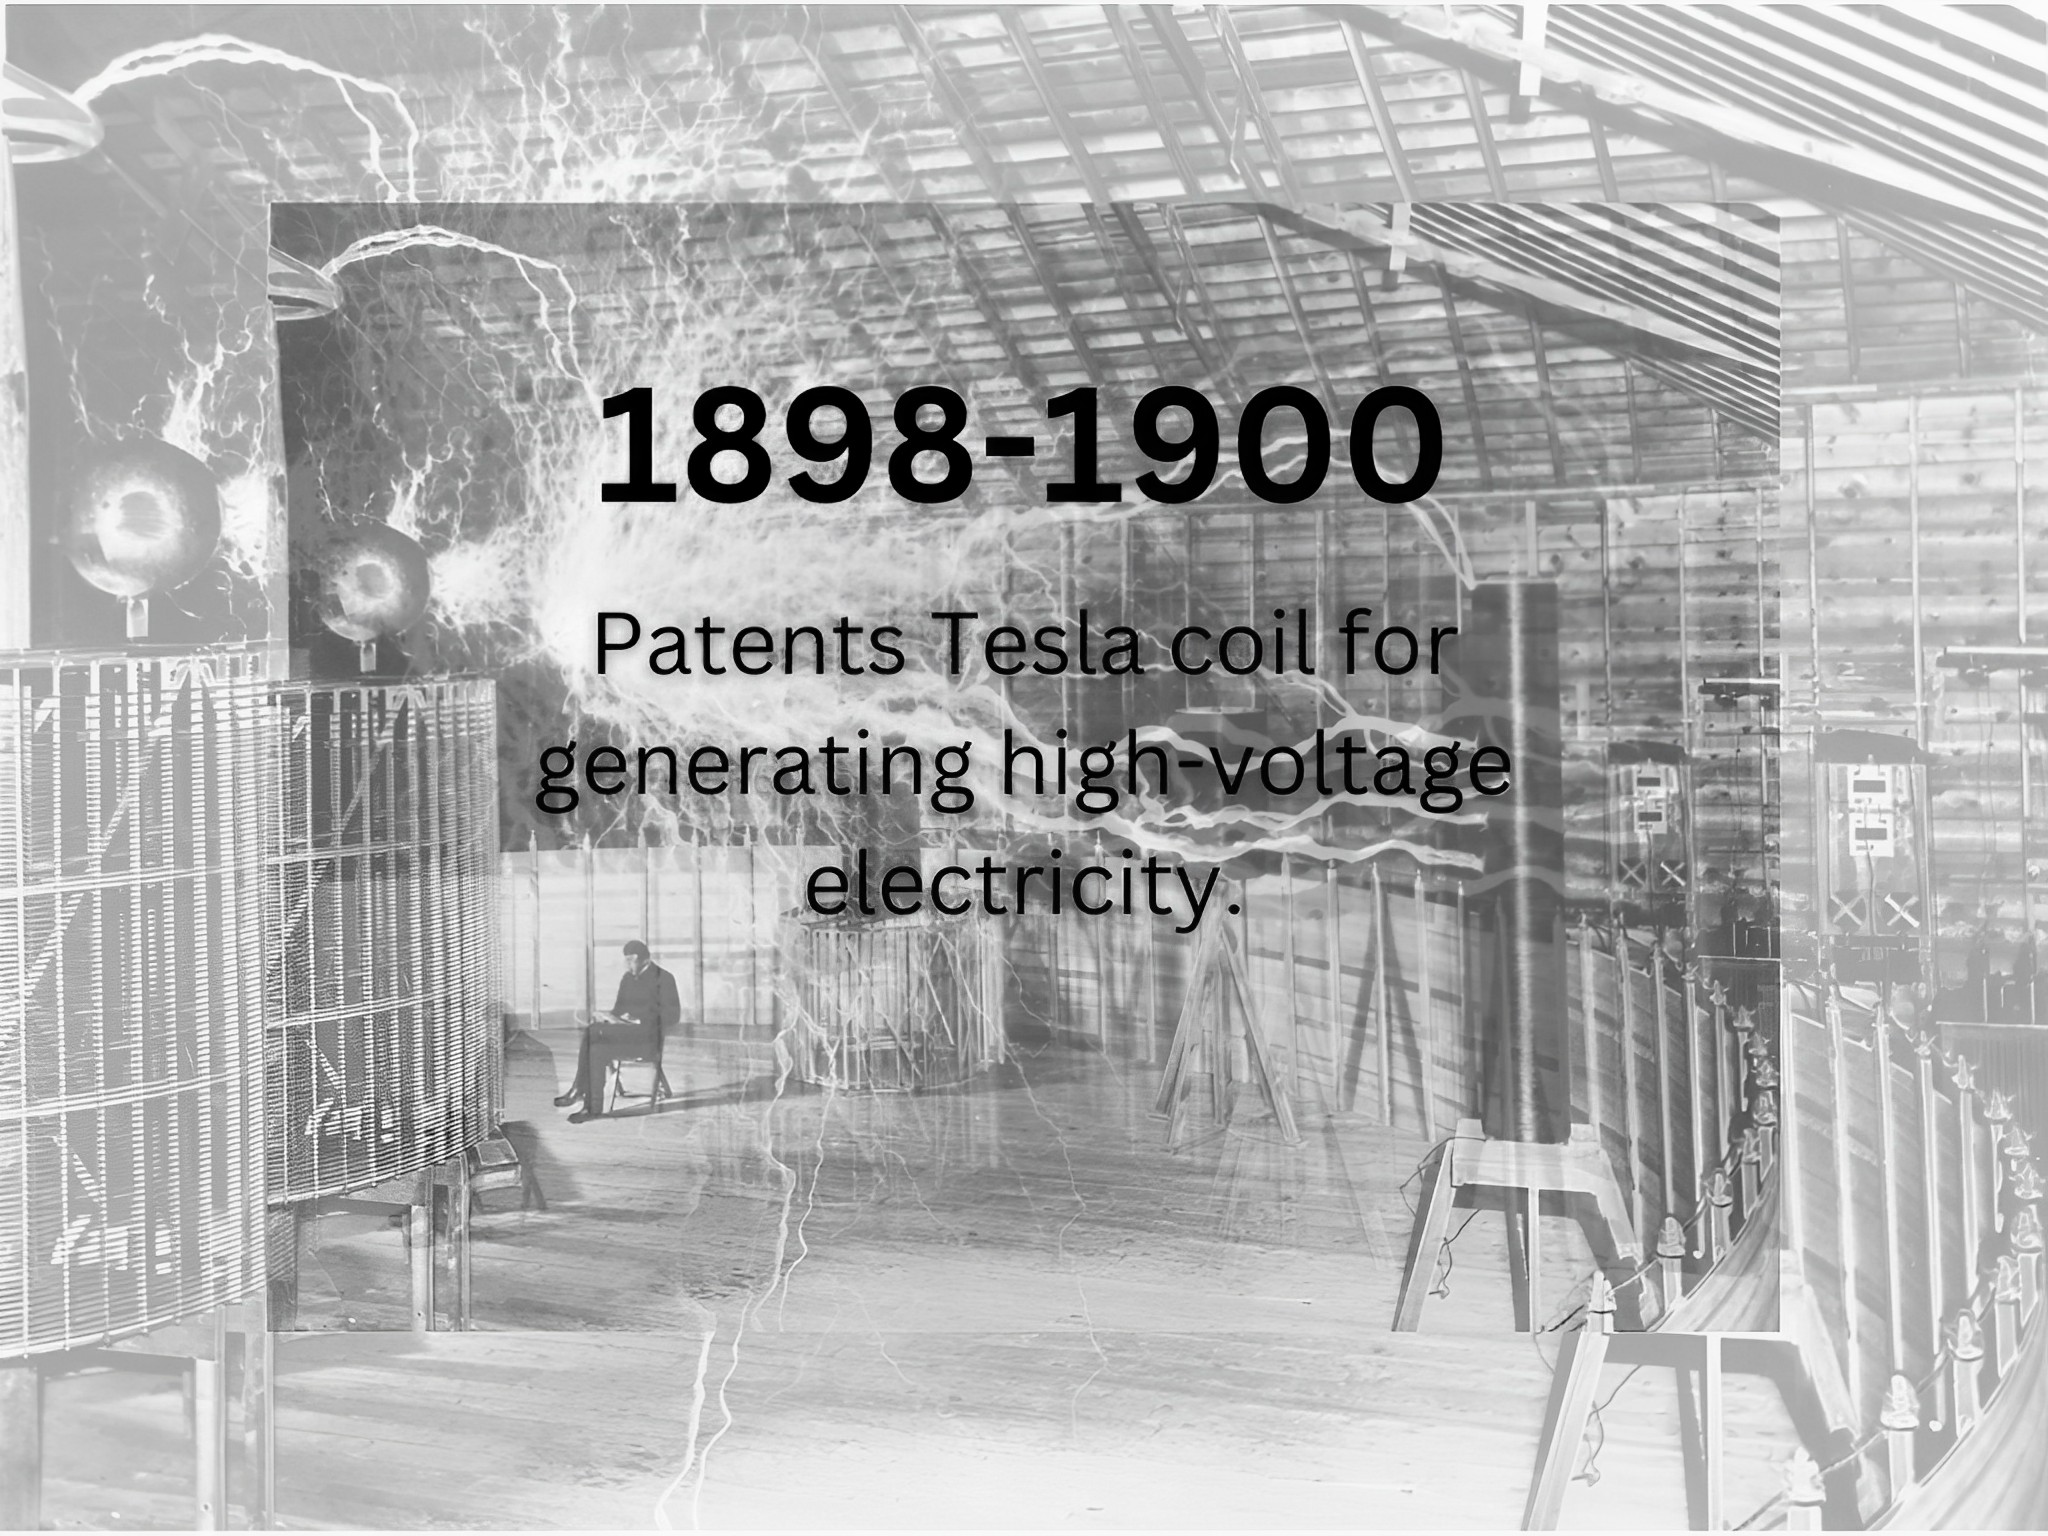 1898-1900
Patents Tesla coil for
generating high-voltage
electricity.